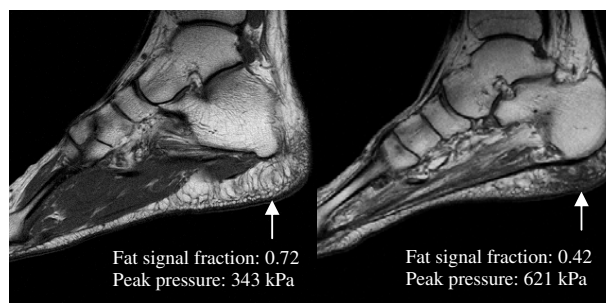 Fat signal fraction: 0.72
Peak pressure: 343 kPa
Fat signal fraction: 0.42
Peak pressure: 621 kPa